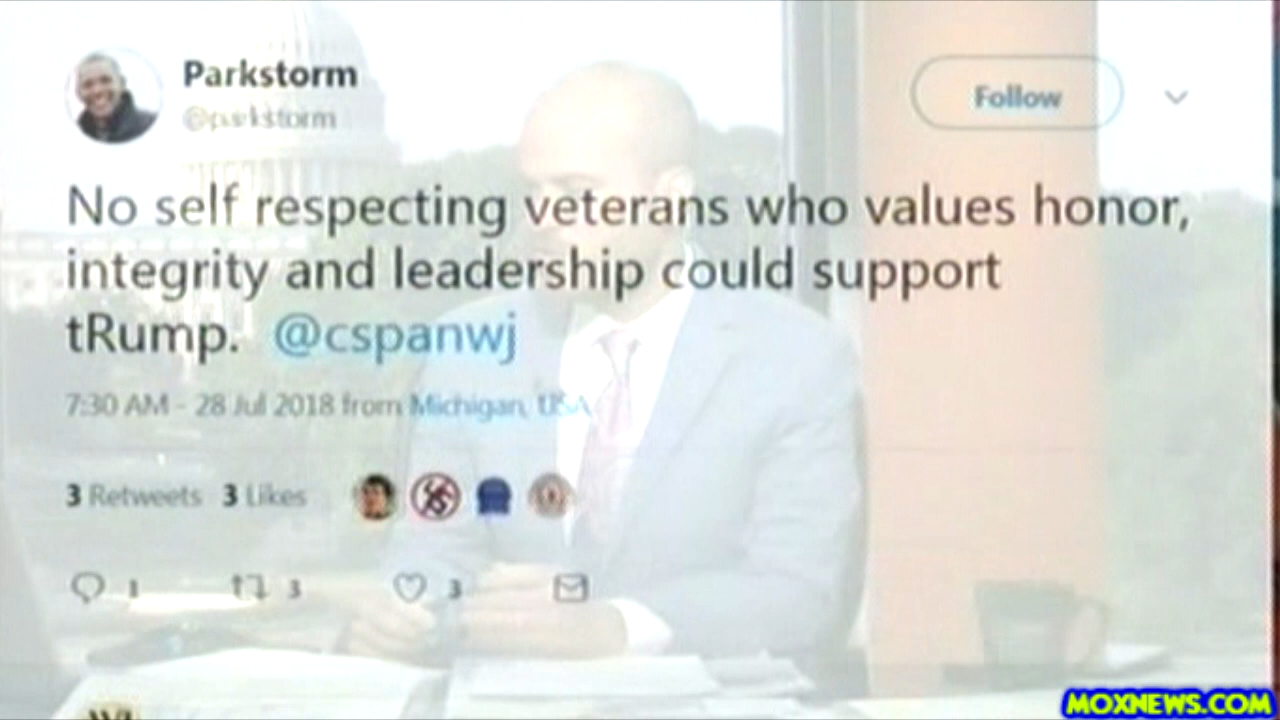 Parkstorm
@parkstorm
Follow
No self respecting veterans who values honor,
integrity and leadership could support
tRump. @cspanwj
7:30 AM - 28 Jul 2018 from Michigan, USA
3 Retweets 3 Likes
1 3 3
MOXNEWS.COM